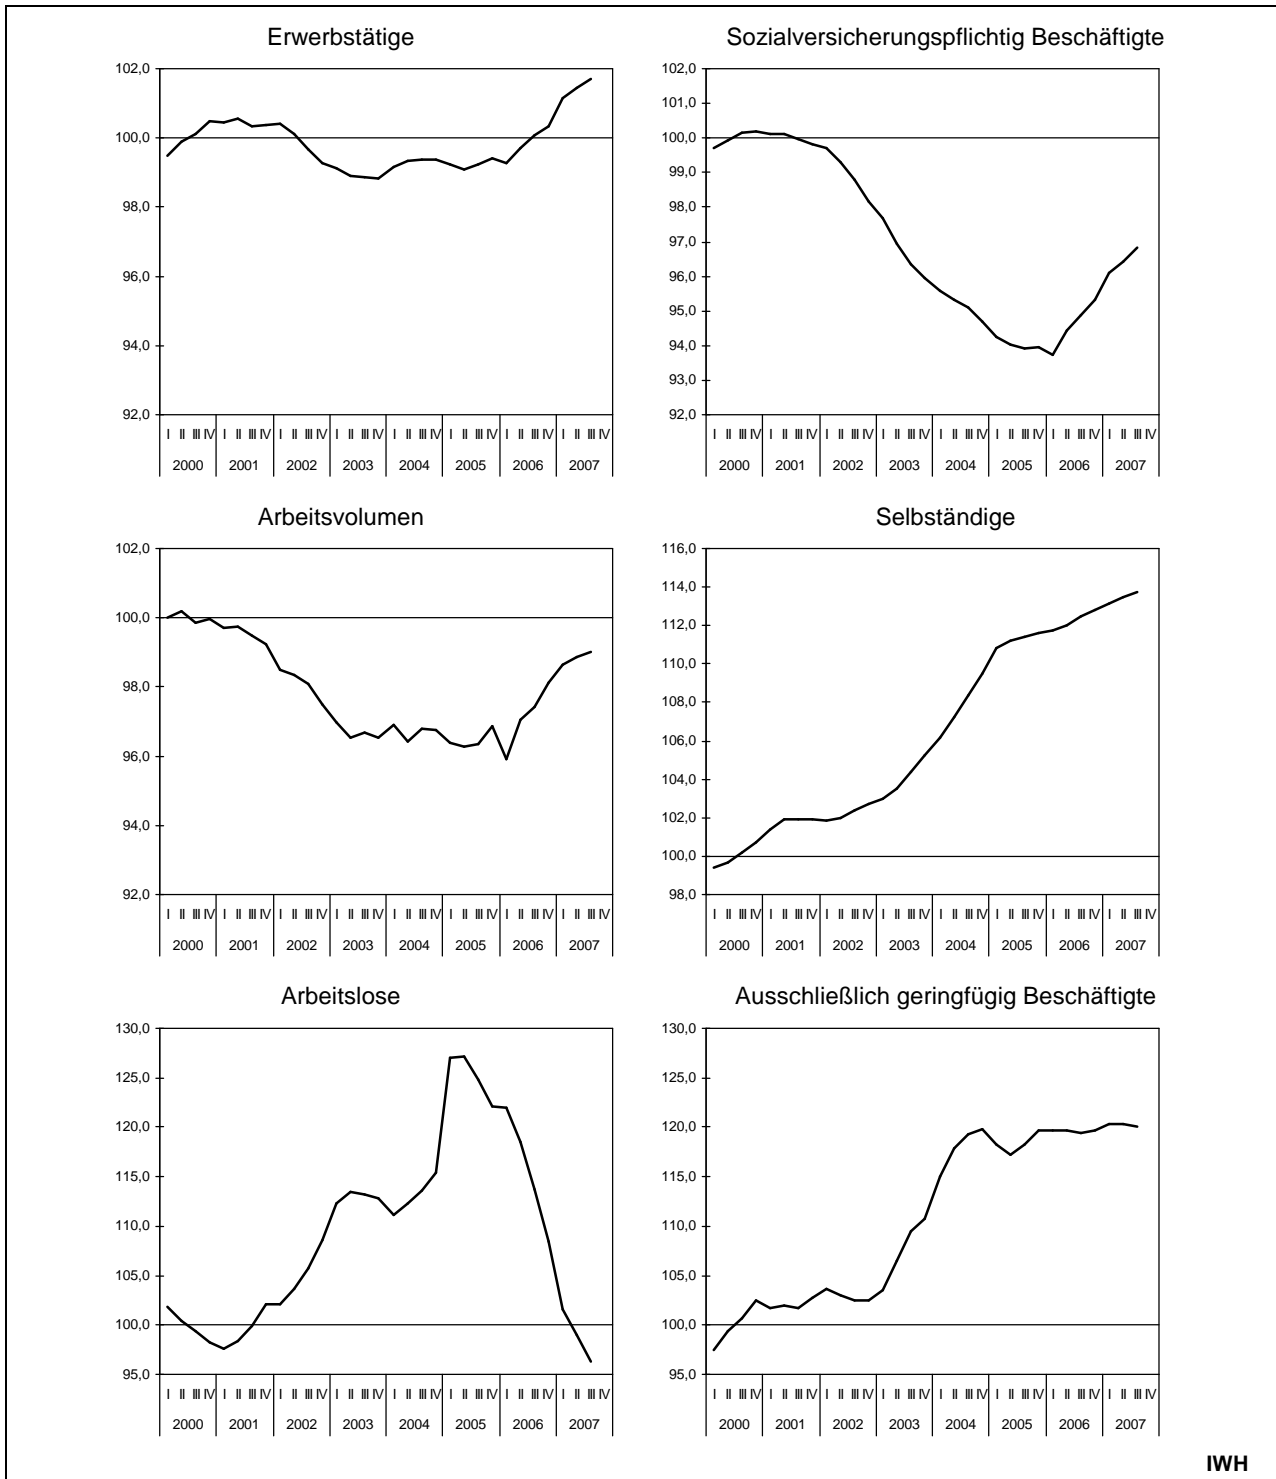 Erwerbstätige
102,0
100,0
98,0
96,0
94,0
92,0
I II III IV I II III IV I II III IV I II III IV I II III IV I II III IV I II III IV I II III IV
2000 2001 2002 2003 2004 2005 2006 2007
Sozialversicherungspflichtig Beschäftigte
102,0
101,0
100,0
99,0
98,0
97,0
96,0
95,0
94,0
93,0
92,0
I II III IV I II III IV I II III IV I II III IV I II III IV I II III IV I II III IV I II III IV
2000 2001 2002 2003 2004 2005 2006 2007
Arbeitsvolumen
102,0
100,0
98,0
96,0
94,0
92,0
I II III IV I II III IV I II III IV I II III IV I II III IV I II III IV I II III IV I II III IV
2000 2001 2002 2003 2004 2005 2006 2007
Selbständige
116,0
114,0
112,0
110,0
108,0
106,0
104,0
102,0
100,0
98,0
I II III IV I II III IV I II III IV I II III IV I II III IV I II III IV I II III IV I II III IV
2000 2001 2002 2003 2004 2005 2006 2007
Arbeitslose
130,0
125,0
120,0
115,0
110,0
105,0
100,0
95,0
I II III IV I II III IV I II III IV I II III IV I II III IV I II III IV I II III IV I II III IV
2000 2001 2002 2003 2004 2005 2006 2007
Ausschließlich geringfügig Beschäftigte
130,0
125,0
120,0
115,0
110,0
105,0
100,0
95,0
I II III IV I II III IV I II III IV I II III IV I II III IV I II III IV I II III IV I II III IV
2000 2001 2002 2003 2004 2005 2006 2007
IWH